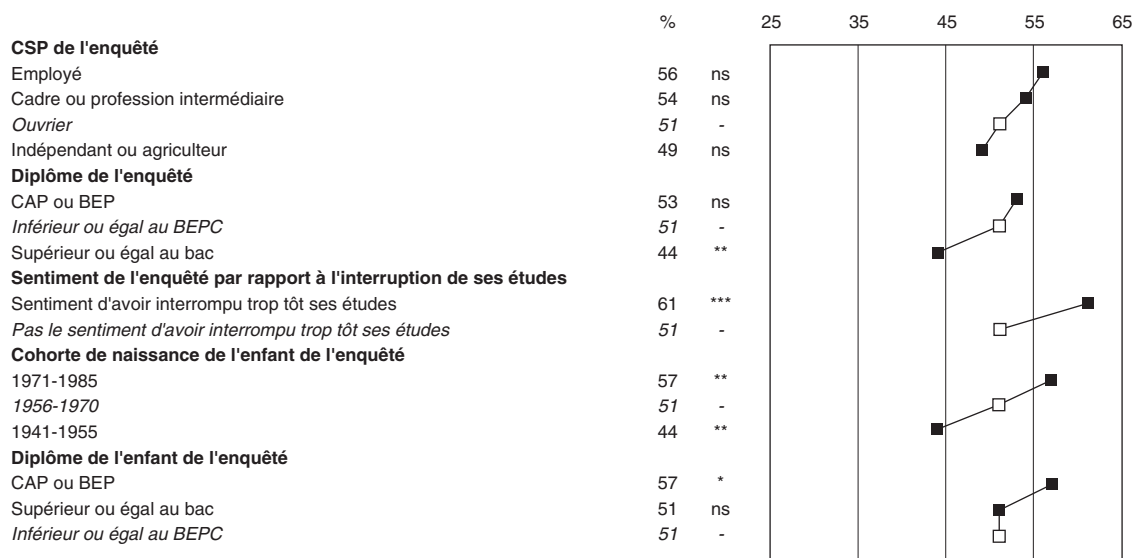 % 25 35 45 55 65
CSP de l'enquêté
Employé 56 ns
Cadre ou profession intermédiaire 54 ns
Ouvrier 51 -
Indépendant ou agriculteur 49 ns
Diplôme de l'enquêté
CAP ou BEP 53 ns
Inférieur ou égal au BEPC 51 -
Supérieur ou égal au bac 44 **
Sentiment de l'enquêté par rapport à l'interruption de ses études
Sentiment d'avoir interrompu trop tôt ses études 61 ***
Pas le sentiment d'avoir interrompu trop tôt ses études 51 -
Cohorte de naissance de l'enfant de l'enquêté
1971-1985 57 **
1956-1970 51 -
1941-1955 44 **
Diplôme de l'enfant de l'enquêté
CAP ou BEP 57 *
Supérieur ou égal au bac 51 ns
Inférieur ou égal au BEPC 51 -